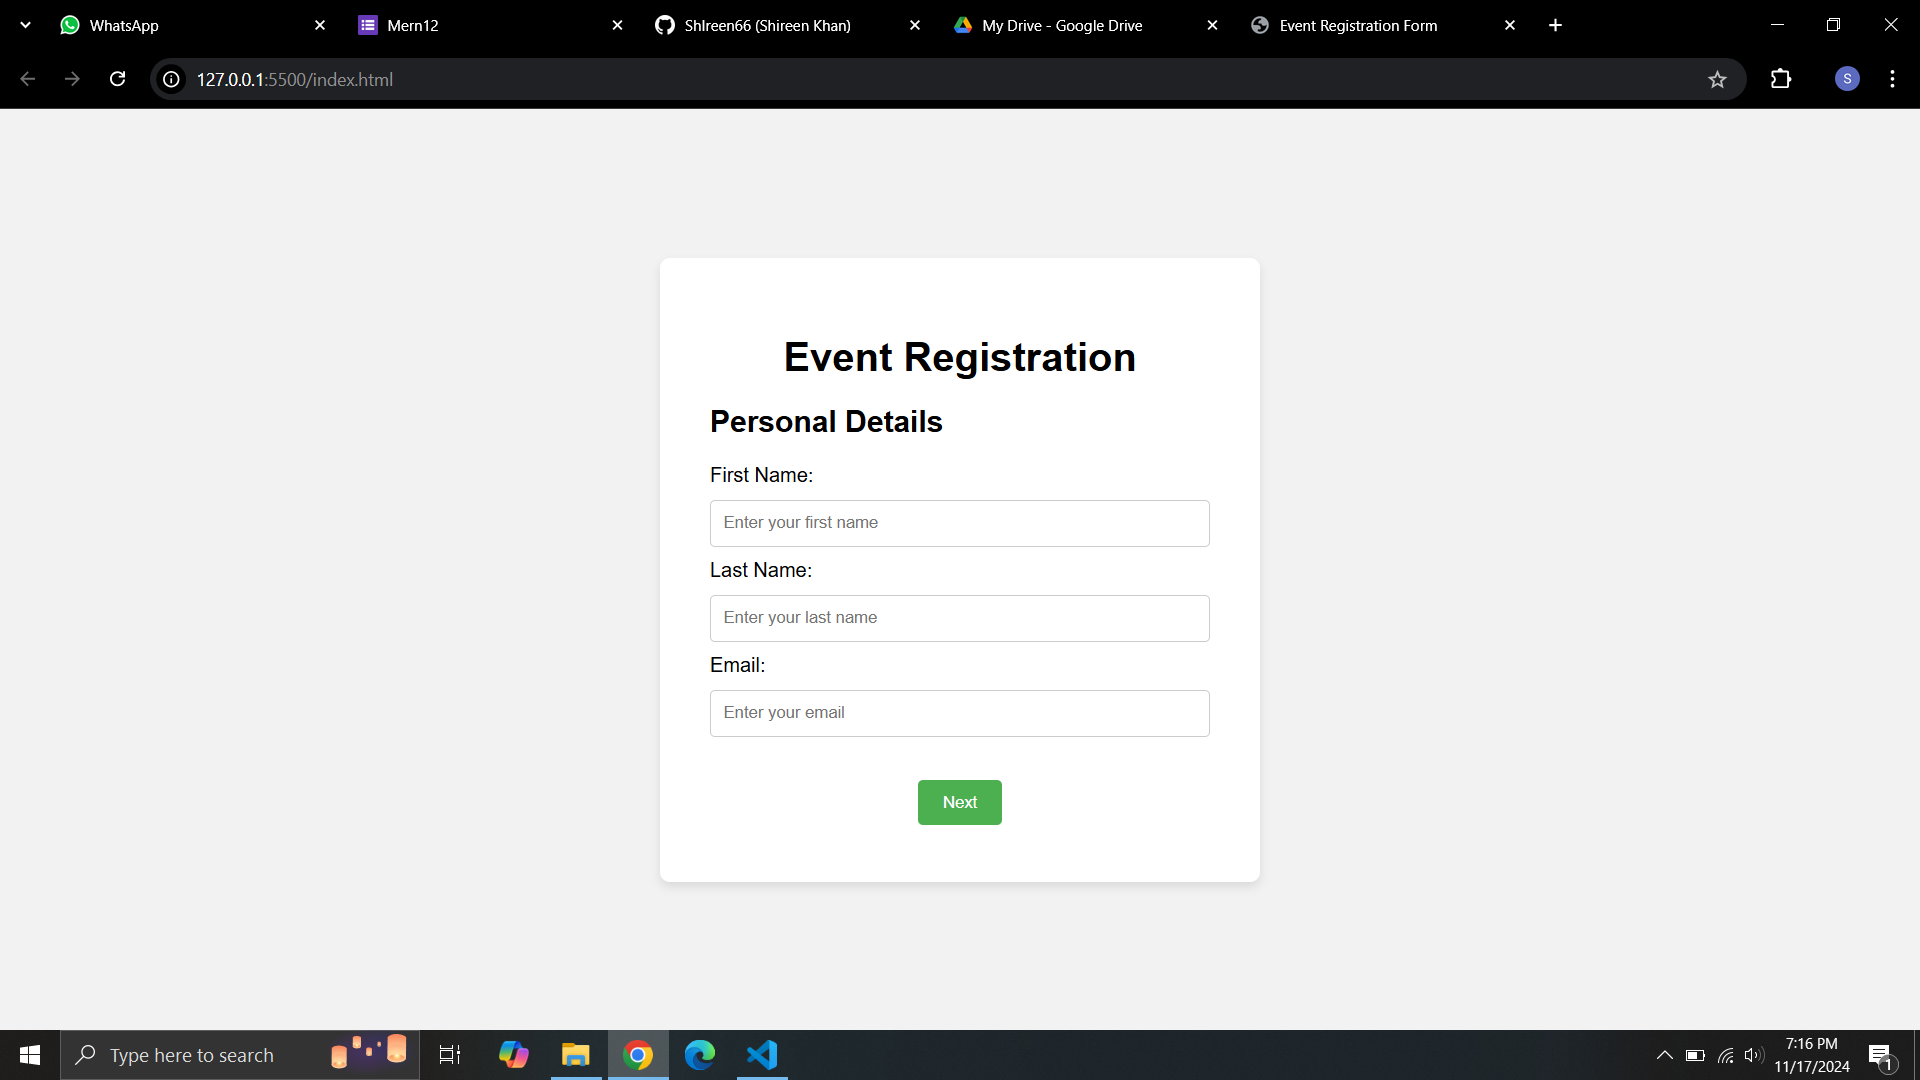 WhatsApp
Mern12
ShIreen66 (Shireen Khan)
My Drive - Google Drive
Event Registration Form
127.0.0.1:5500/index.html
S
Event Registration
Personal Details
First Name:
Enter your first name
Last Name:
Enter your last name
Email:
Enter your email
Next
Type here to search
7:16 PM
11/17/2024
1